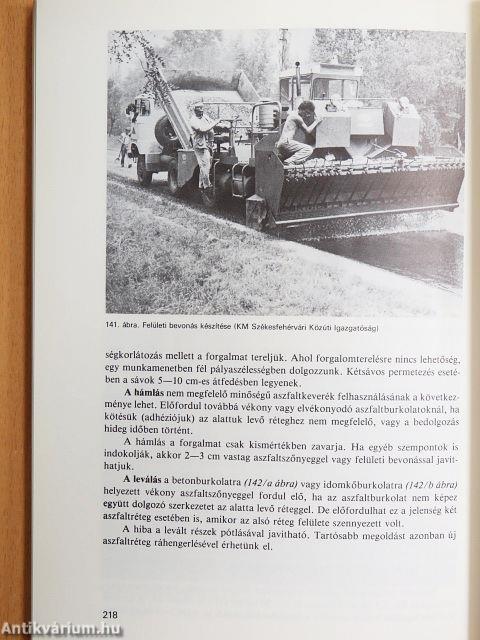 141. ábra. Felületi bevonás készítése (KM Székesfehérvári Közúti Igazgatóság)
ségkorlátozás mellett a forgalmat tereljük. Ahol forgalomterelésre nincs lehetőség,
egy munkamenetben fél pályaszélességben dolgozzunk. Kétsávos permetezés eseté-
ben a sávok 5—10 cm-es átfedésben legyenek.
A hámlás nem megfelelő minőségű aszfaltkeverék felhasználásának a következ-
ménye lehet. Előfordul továbbá vékony vagy elvékonyodó aszfaltburkolatoknál, ha
kötésük (adhéziójuk) az alattuk levő réteghez nem megfelelő, vagy a bedolgozás
hideg időben történt.
A hámlás a forgalmat csak kismértékben zavarja. Ha egyéb szempontok is
indokolják, akkor 2—3 cm vastag aszfaltszőnyeggel vagy felületi bevonással javít-
hatjuk.
A leválás a betonburkolatra (142/a ábra) vagy idomkőburkolatra (142/b ábra)
helyezett vékony aszfaltszőnyeggel fordul elő, ha az aszfaltburkolat nem képez
együtt dolgozó szerkezetet az alatta levő réteggel. De előfordulhat ez a jelenség két
aszfaltréteg esetében is, amikor az alsó réteg felülete szennyezett volt.
A hiba a levált részek pótlásával javítható. Tartósabb megoldást azonban új
aszfaltréteg ráhengerlésével érhetünk el.
218
Antikvárium.hu